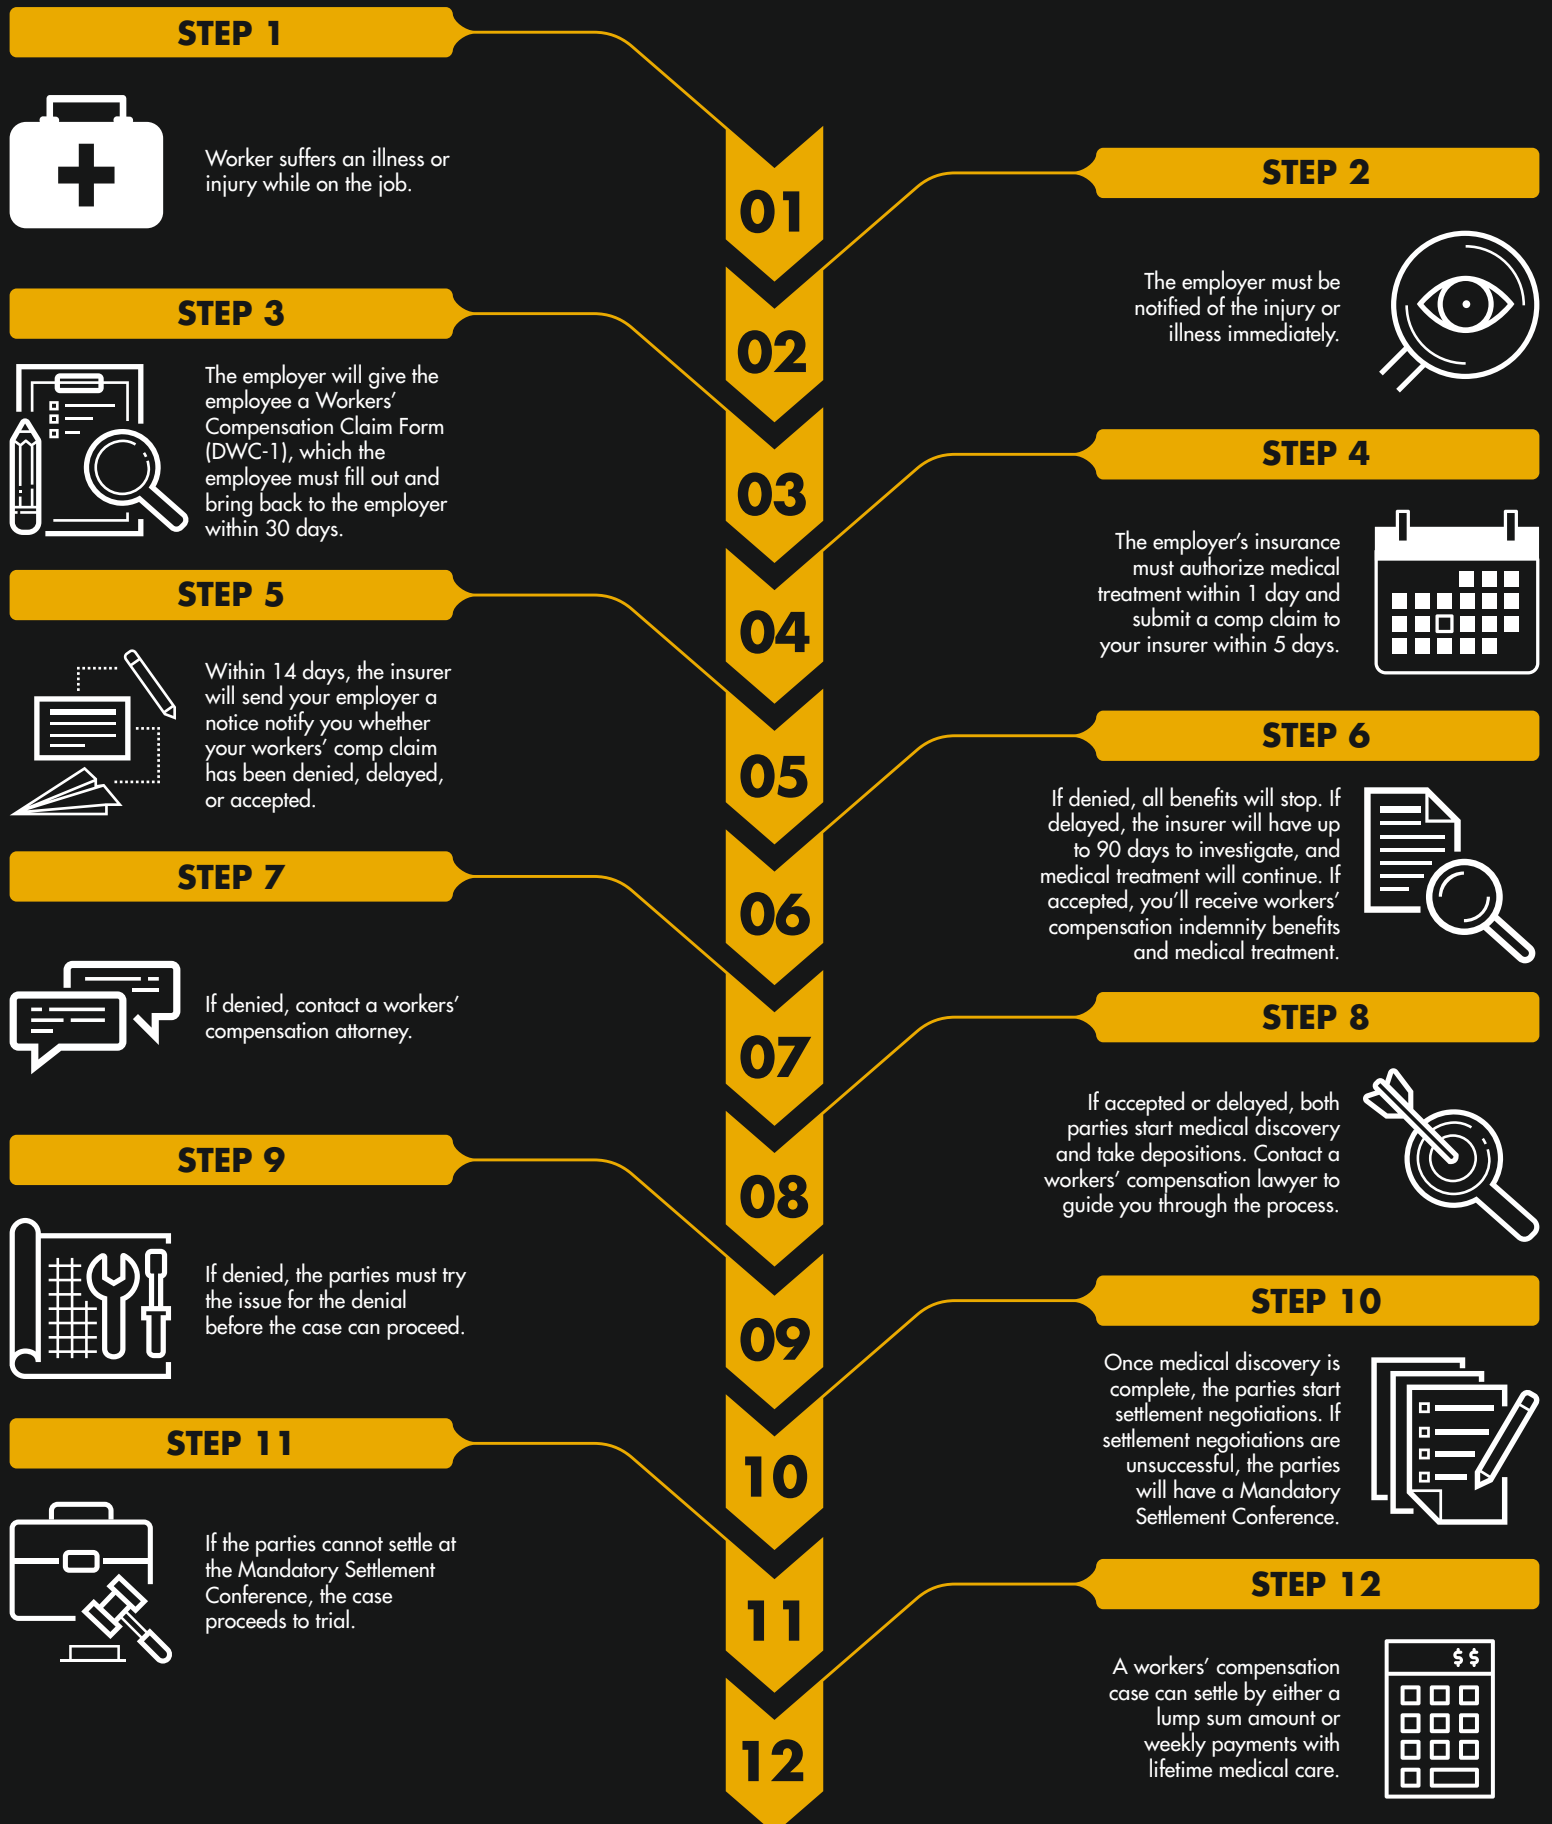 STEP 1
Worker suffers an illness or
injury while on the job.
01
STEP 2
The employer must be
notified of the injury or
illness immediately.
02
STEP 3
The employer will give the
employee a Workers’
Compensation Claim Form
(DWC-1), which the
employee must fill out and
bring back to the employer
within 30 days.
03
STEP 4
The employer’s insurance
must authorize medical
treatment within 1 day and
submit a comp claim to
your insurer within 5 days.
04
STEP 5
Within 14 days, the insurer
will send your employer a
notice notify you whether
your workers’ comp claim
has been denied, delayed,
or accepted.
05
STEP 6
If denied, all benefits will stop. If
delayed, the insurer will have up
to 90 days to investigate, and
medical treatment will continue. If
accepted, you’ll receive workers’
compensation indemnity benefits
and medical treatment.
06
STEP 7
If denied, contact a workers’
compensation attorney.
07
STEP 8
If accepted or delayed, both
parties start medical discovery
and take depositions. Contact a
workers’ compensation lawyer to
guide you through the process.
08
STEP 9
If denied, the parties must try
the issue for the denial
before the case can proceed.
09
STEP 10
Once medical discovery is
complete, the parties start
settlement negotiations. If
settlement negotiations are
unsuccessful, the parties
will have a Mandatory
Settlement Conference.
10
STEP 11
If the parties cannot settle at
the Mandatory Settlement
Conference, the case
proceeds to trial.
11
STEP 12
$$
A workers’ compensation
case can settle by either a
lump sum amount or
weekly payments with
lifetime medical care.
12